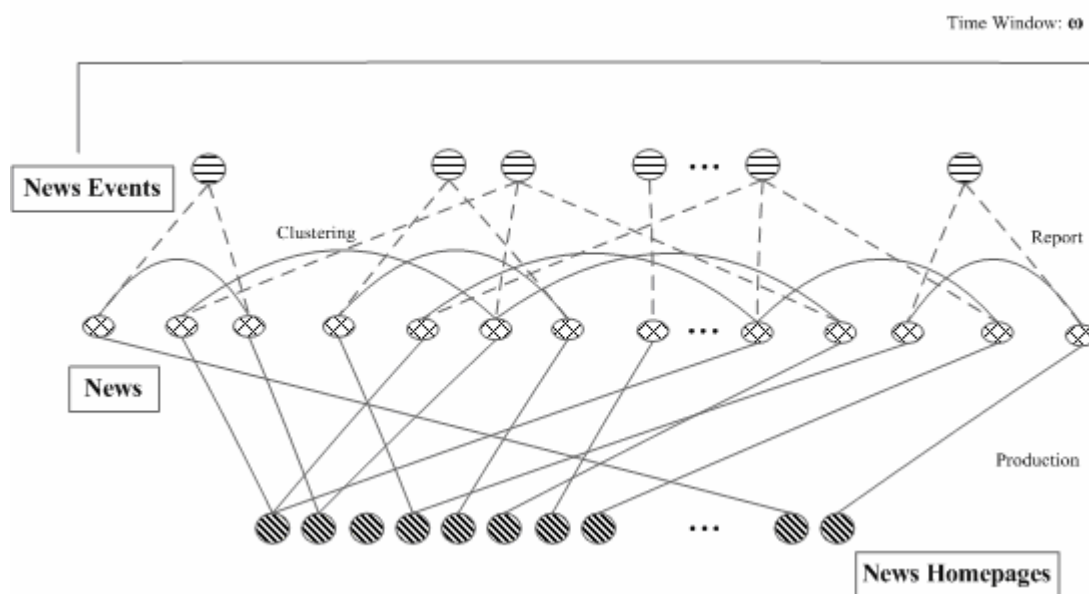 Time Window: ω
News Events
Clustering
Report
...
...
News
Production
...
News Homepages